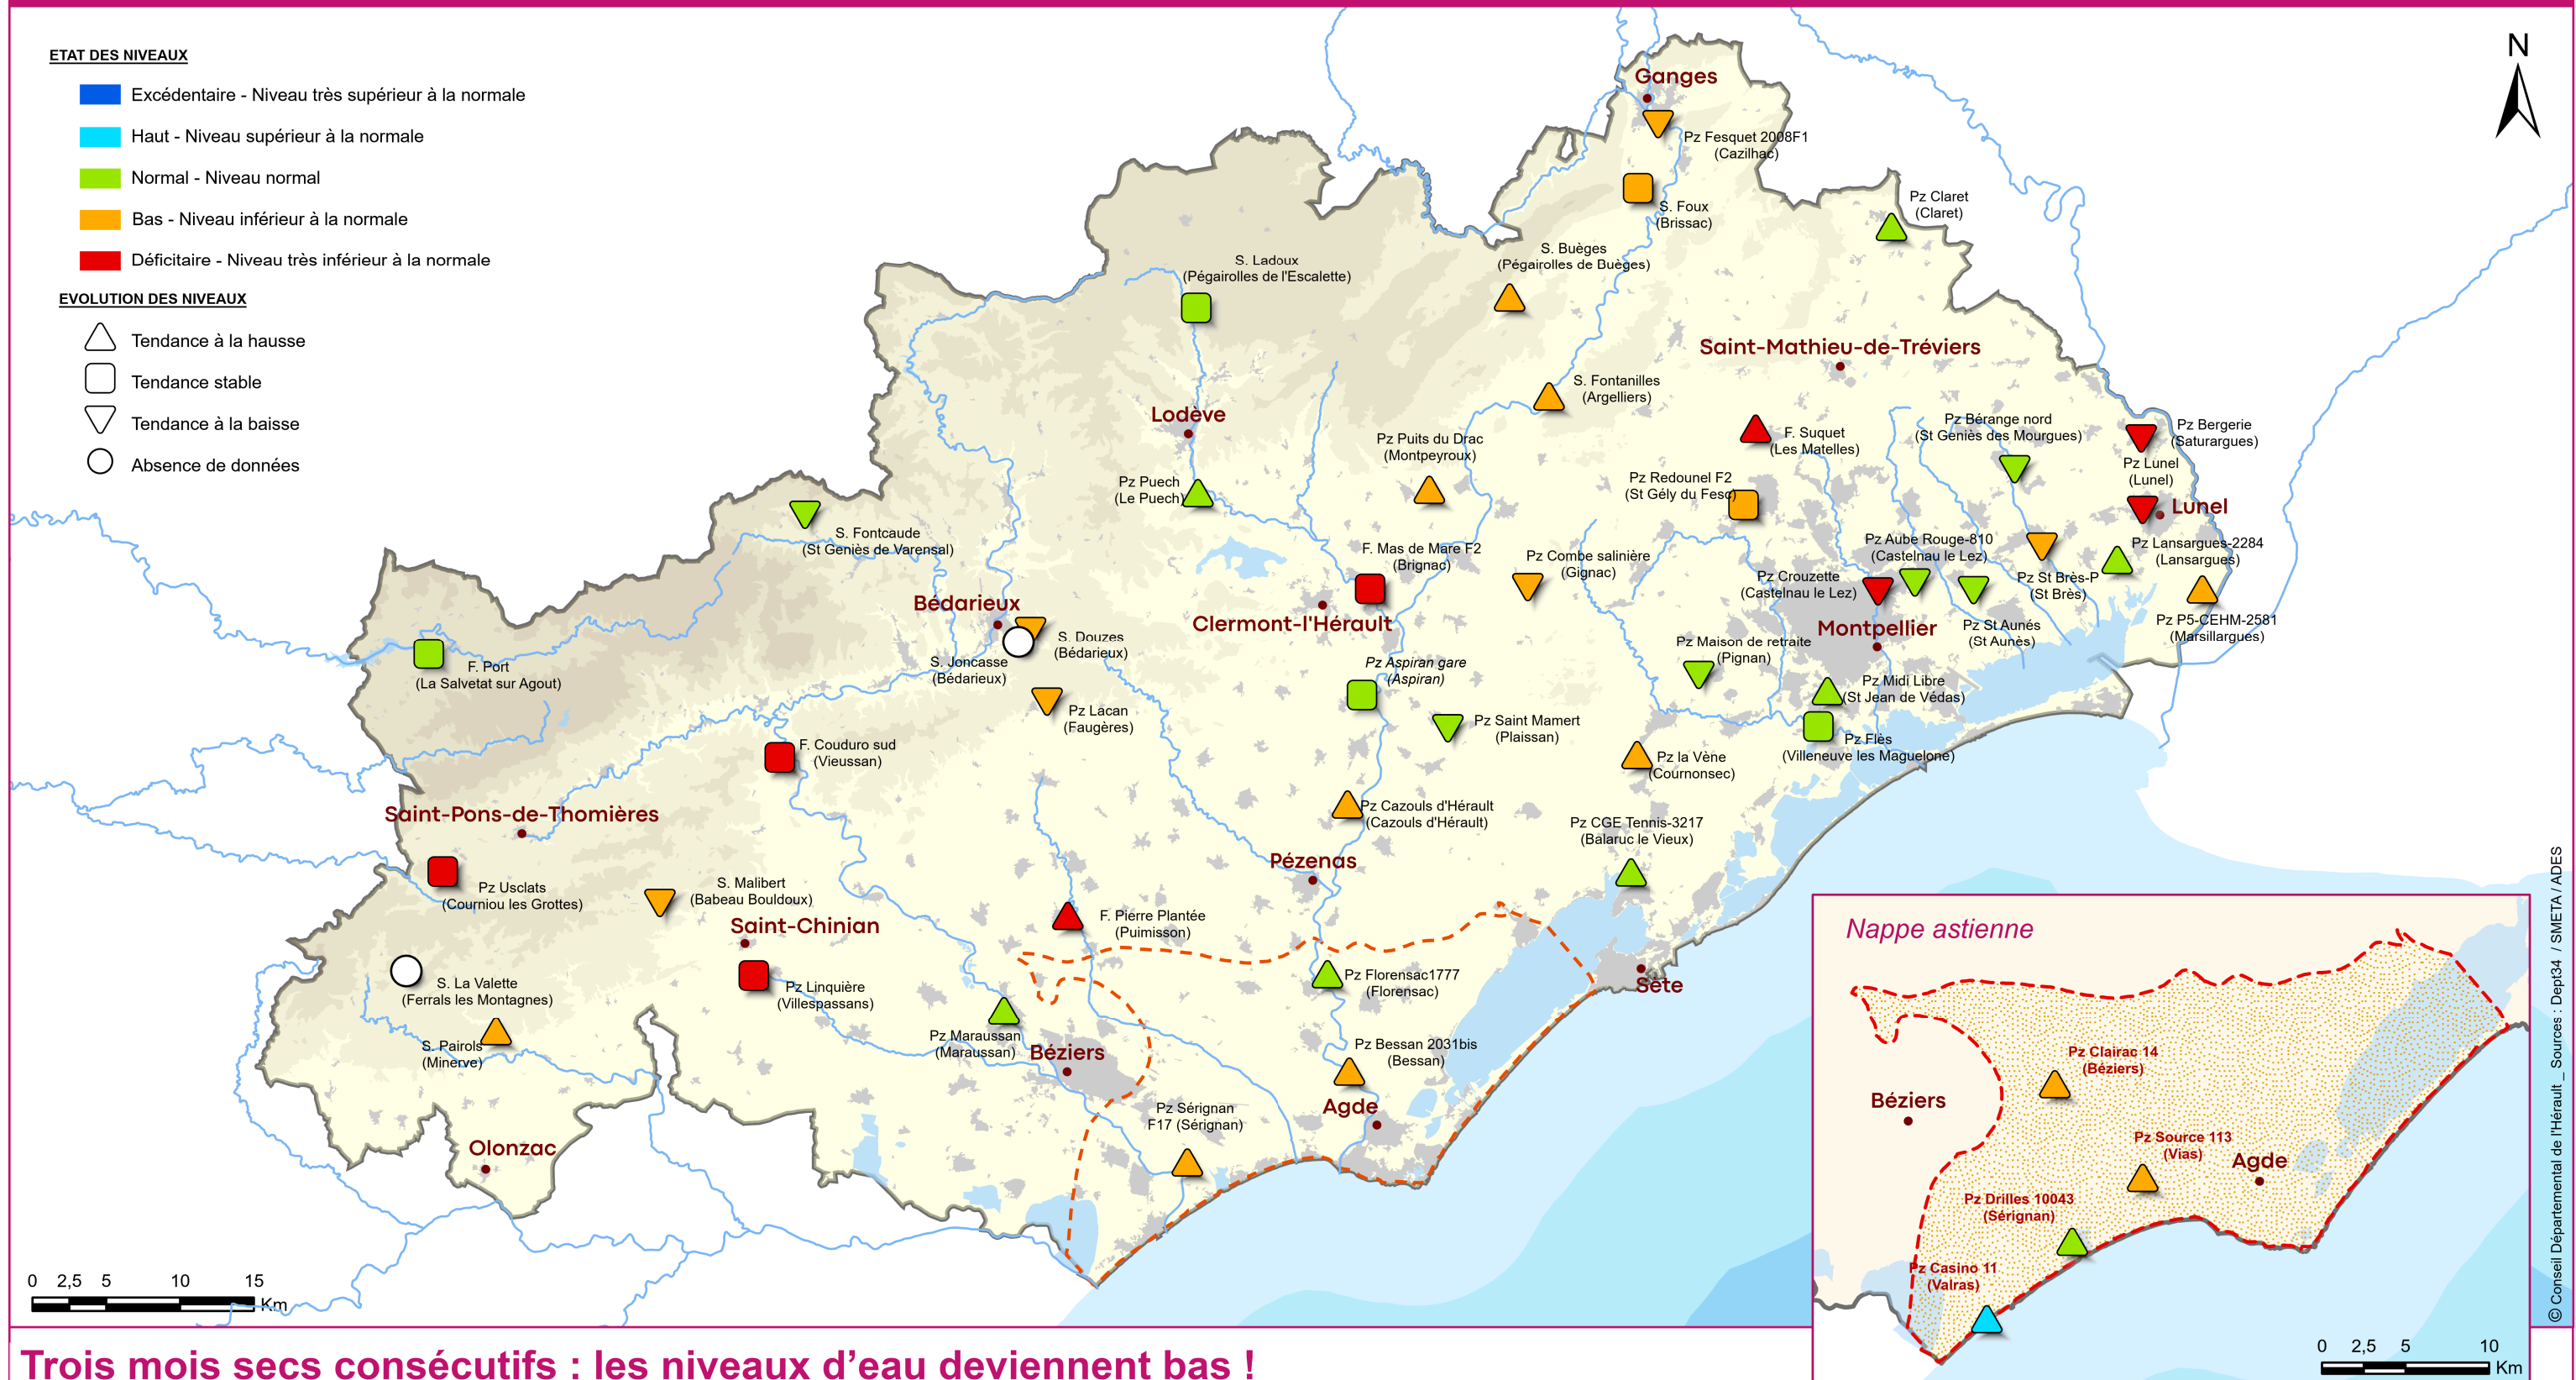 ETAT DES NIVEAUX
Excédentaire - Niveau très supérieur à la normale
Haut - Niveau supérieur à la normale
Normal - Niveau normal
Bas - Niveau inférieur à la normale
Déficitaire - Niveau très inférieur à la normale
EVOLUTION DES NIVEAUX
Tendance à la hausse
Tendance stable
Tendance à la baisse
Absence de données
N
Ganges
Pz Fesquet 2008F1
(Cazilhac)
S. Foux
(Brissac)
Pz Claret
(Claret)
S. Buèges
(Pégairolles de Buèges)
S. Ladoux
(Pégairolles de l'Escalette)
Saint-Mathieu-de-Tréviers
S. Fontanilles
(Argelliers)
Lodève
Pz Puits du Drac
(Montpeyroux)
F. Suquet
(Les Matelles)
Pz Bérange nord
(St Geniès des Mourgues)
Pz Bergerie
(Saturargues)
Pz Lunel
(Lunel)
Lunel
Pz Puech
(Le Puech)
Pz Redounel F2
(St Gély du Fesc)
S. Fontcaude
(St Geniès de Varensal)
F. Mas de Mare F2
(Brignac)
Pz Combe salinière
(Gignac)
Pz Aube Rouge-810
(Castelnau le Lez)
Pz Lansargues-2284
(Lansargues)
Pz Crouzette
(Castelnau le Lez)
Pz St Brès-P
(St Brès)
Bédarieux
Clermont-l'Hérault
Montpellier
Pz St Aunés
(St Aunès)
Pz P5-CEHM-2581
(Marsillargues)
S. Douzes
(Bédarieux)
S. Joncasse
(Bédarieux)
F. Port
(La Salvetat sur Agout)
Pz Aspiran gare
(Aspiran)
Pz Maison de retraite
(Pignan)
Pz Midi Libre
(St Jean de Védas)
Pz Lacan
(Faugères)
Pz Saint Mamert
(Plaissan)
Pz Flès
(Villeneuve les Maguelone)
F. Couduro sud
(Vieussan)
Pz la Vène
(Cournonsec)
Saint-Pons-de-Thomières
Pz Cazouls d'Hérault
(Cazouls d'Hérault)
Pz CGE Tennis-3217
(Balaruc le Vieux)
Pézenas
Pz Usclats
(Courniou les Grottes)
S. Malibert
(Babeau Bouldoux)
Saint-Chinian
F. Pierre Plantée
(Puimisson)
S. La Valette
(Ferrals les Montagnes)
Pz Linquière
(Villespassans)
Pz Florensac1777
(Florensac)
Sète
S. Pairols
(Minerve)
Pz Maraussan
(Maraussan)
Béziers
Pz Bessan 2031bis
(Bessan)
Agde
Pz Sérignan
F17 (Sérignan)
Olonzac
0 2,5 5 10 15
Km
Nappe astienne
Pz Clairac 14
(Béziers)
Béziers
Pz Source 113
(Vias)
Agde
Pz Drilles 10043
(Sérignan)
Pz Casino 11
(Valras)
0 2,5 5 10
Km
© Conseil Départemental de l'Hérault _ Sources : Dept34 / SMETA / ADES
Trois mois secs consécutifs : les niveaux d’eau deviennent bas !